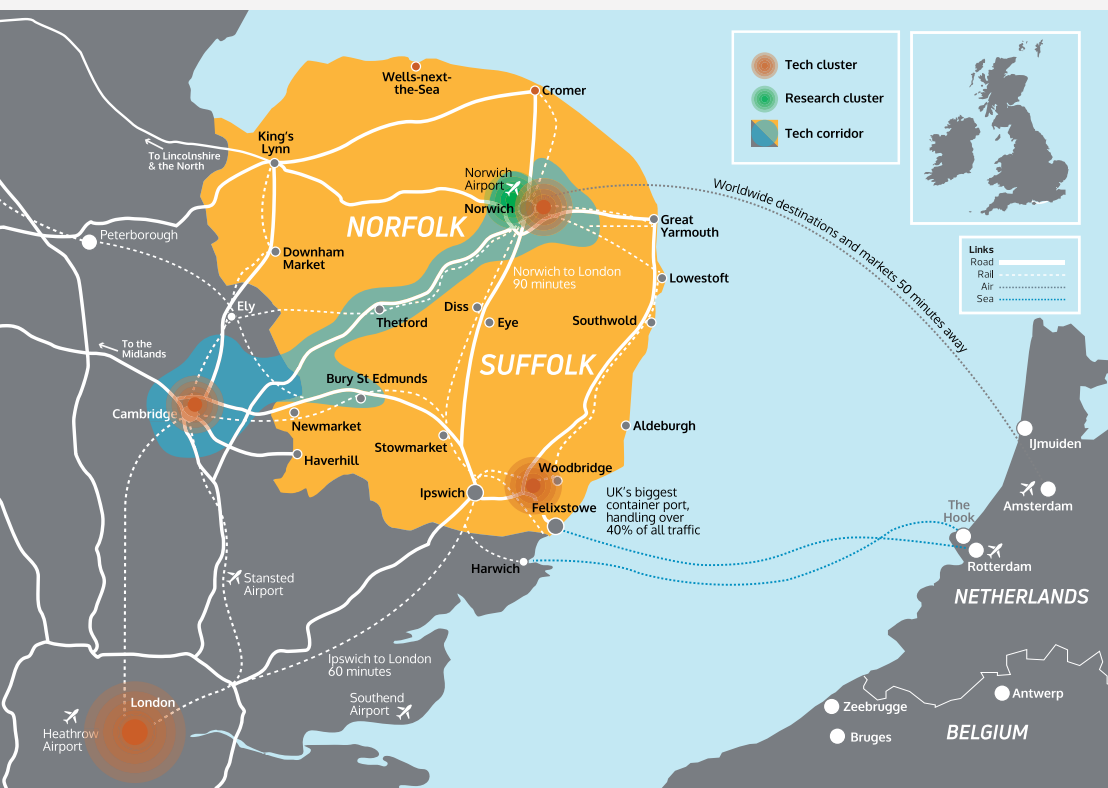 Wells-next-
the-Sea
Cromer
King's
Lynn
To Lincolnshire
& the North
Norwich
Airport
Norwich
NORFOLK
Peterborough
Great
Yarmouth
Downham
Market
Norwich to London
90 minutes
Lowestoft
Ely
Diss
Eye
Thetford
Southwold
To the
Midlands
SUFFOLK
Bury St Edmunds
Cambridge
Newmarket
Stowmarket
Aldeburgh
Haverhill
Woodbridge
Ipswich
Felixstowe
UK's biggest
container port,
handling over
40% of all traffic
Harwich
Stansted
Airport
Ipswich to London
60 minutes
Southend
Airport
London
Heathrow
Airport
Tech cluster
Research cluster
Tech corridor
Worldwide destinations and markets 50 minutes away
Links
Road
Rail
Air
Sea
IJmuiden
Amsterdam
The
Hook
Rotterdam
NETHERLANDS
Zeebrugge
Antwerp
Bruges
BELGIUM